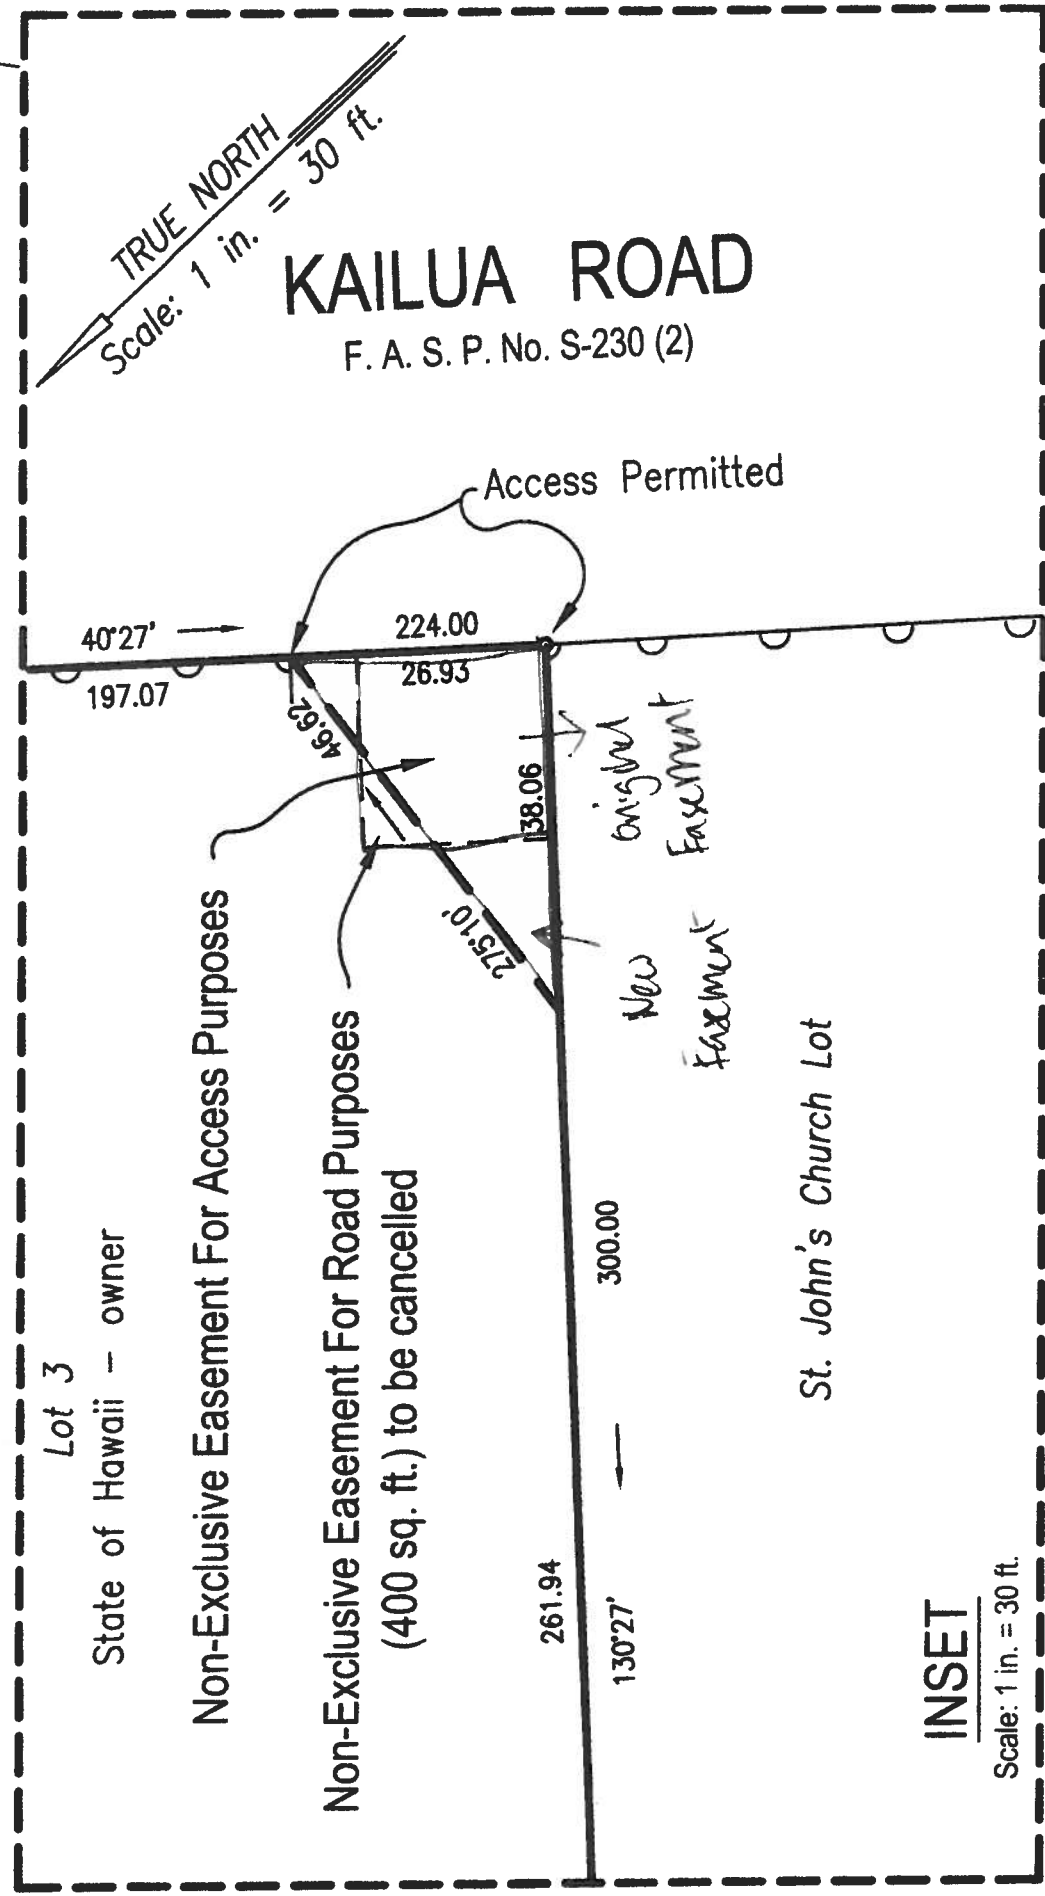 TRUE NORTH
Scale: 1 in. = 30 ft.
KAILUA ROAD
F. A. S. P. No. S-230 (2)
Access Permitted
40°27'
224.00
197.07
26.93
46.62
38.06
275°10'
original
Easement
New
Easement
Lot 3
State of Hawaii - owner
Non-Exclusive Easement For Access Purposes
Non-Exclusive Easement For Road Purposes
(400 sq. ft.) to be cancelled
300.00
261.94
130°27'
St. John's Church Lot
INSET
Scale: 1 in. = 30 ft.